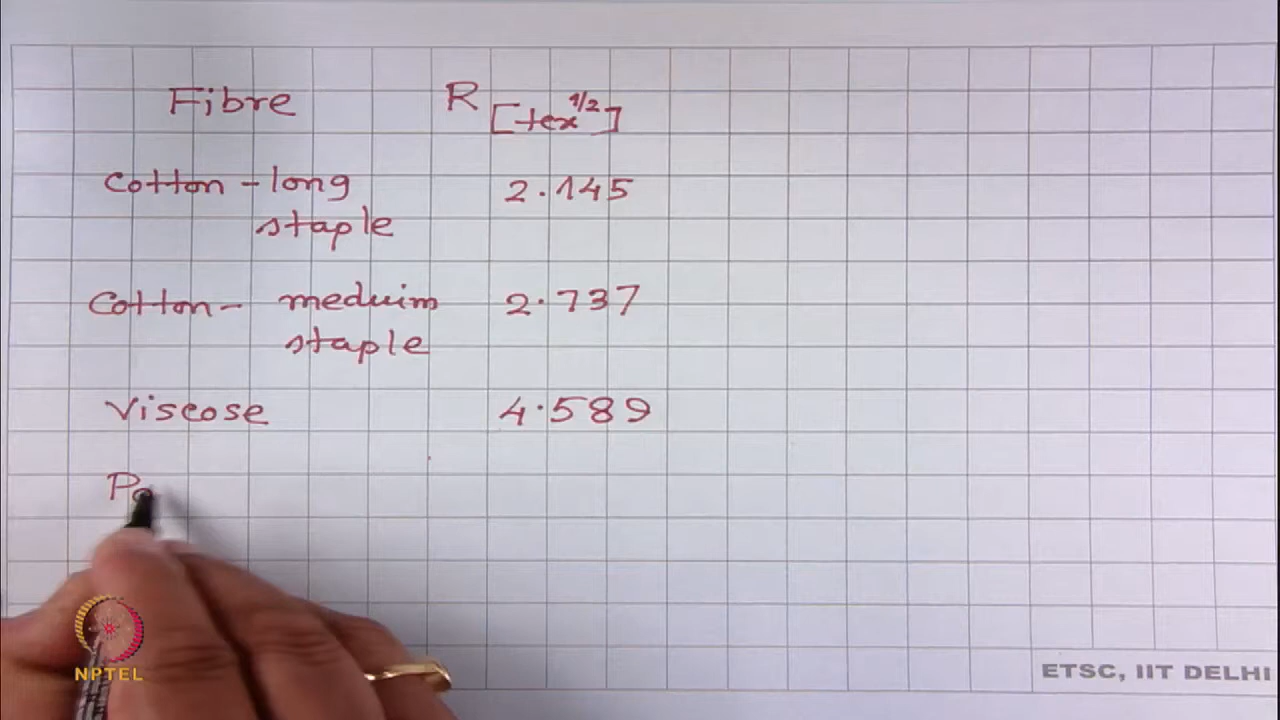 Fibre R [tex 1/2]
Cotton - long 2.145
staple
Cotton - meduim 2.737
staple
Viscose 4.589
Po
NPTEL
ETSC, IIT DELHI